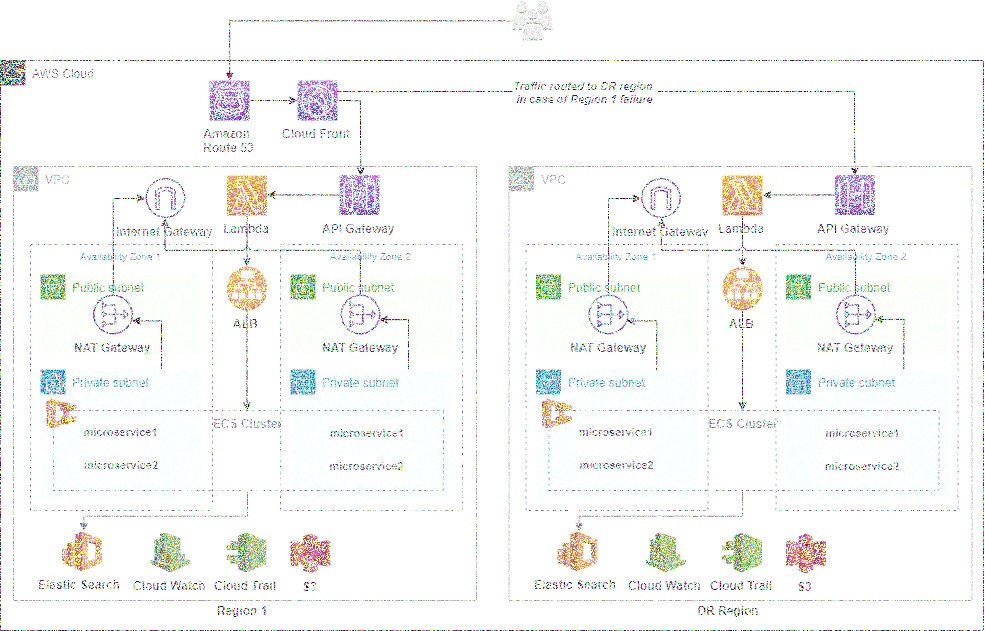 AWS Cloud
Traffic routed to DR region
in case of Region 1 failure
Amazon
Route 53
Cloud Front
VPC
Internet Gateway
Lambda
API Gateway
Availability Zone 1
Availability Zone 2
Public subnet
Public subnet
ALB
NAT Gateway
NAT Gateway
Private subnet
Private subnet
ECS Cluster
microservice1
microservice1
microservice2
microservice2
Elastic Search
Cloud Watch
Cloud Trail
S3
Region 1
VPC
Internet Gateway
Lambda
API Gateway
Availability Zone 1
Availability Zone 2
Public subnet
Public subnet
ALB
NAT Gateway
NAT Gateway
Private subnet
Private subnet
ECS Cluster
microservice1
microservice1
microservice2
microservice2
Elastic Search
Cloud Watch
Cloud Trail
S3
DR Region